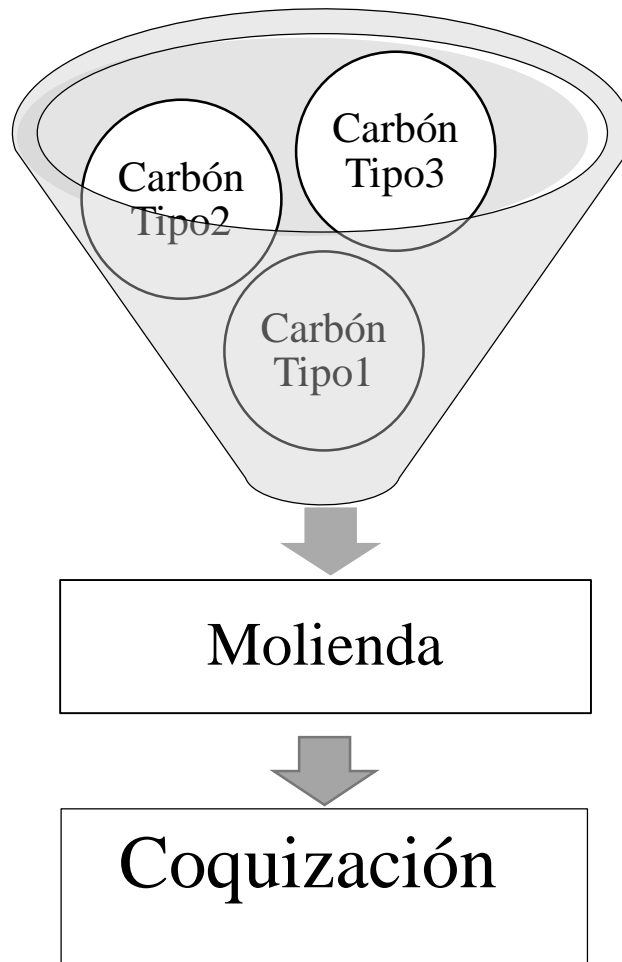 Carbón
Tipo3
Carbón
Tipo2
Carbón
Tipo1
Molienda
Coquización